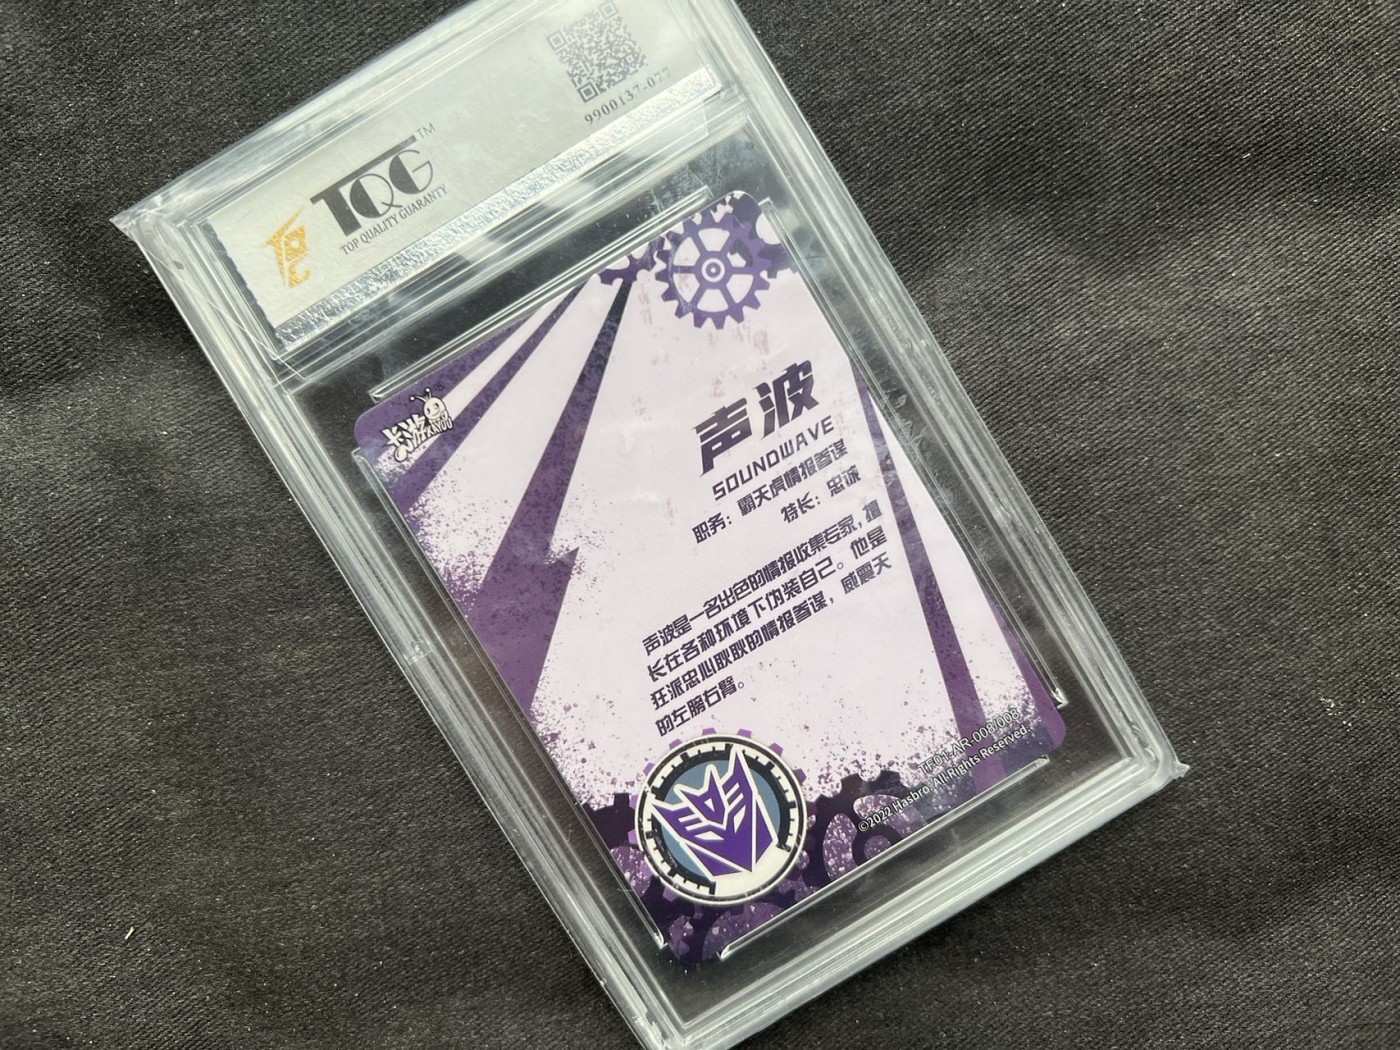 9900137-077
TQG™
TOP QUALITY GUARANTY
卡游
KAYOU
声波
SOUNDWAVE
职务：霸天虎情报参谋
特长：忠诚
声波是一名出色的情报收集专家，擅
长在各种环境下伪装自己。他是
狂派忠心耿耿的情报参谋，威震天
的左膀右臂。
TF01-AR-008/008
©2022 Hasbro. All Rights Reserved.